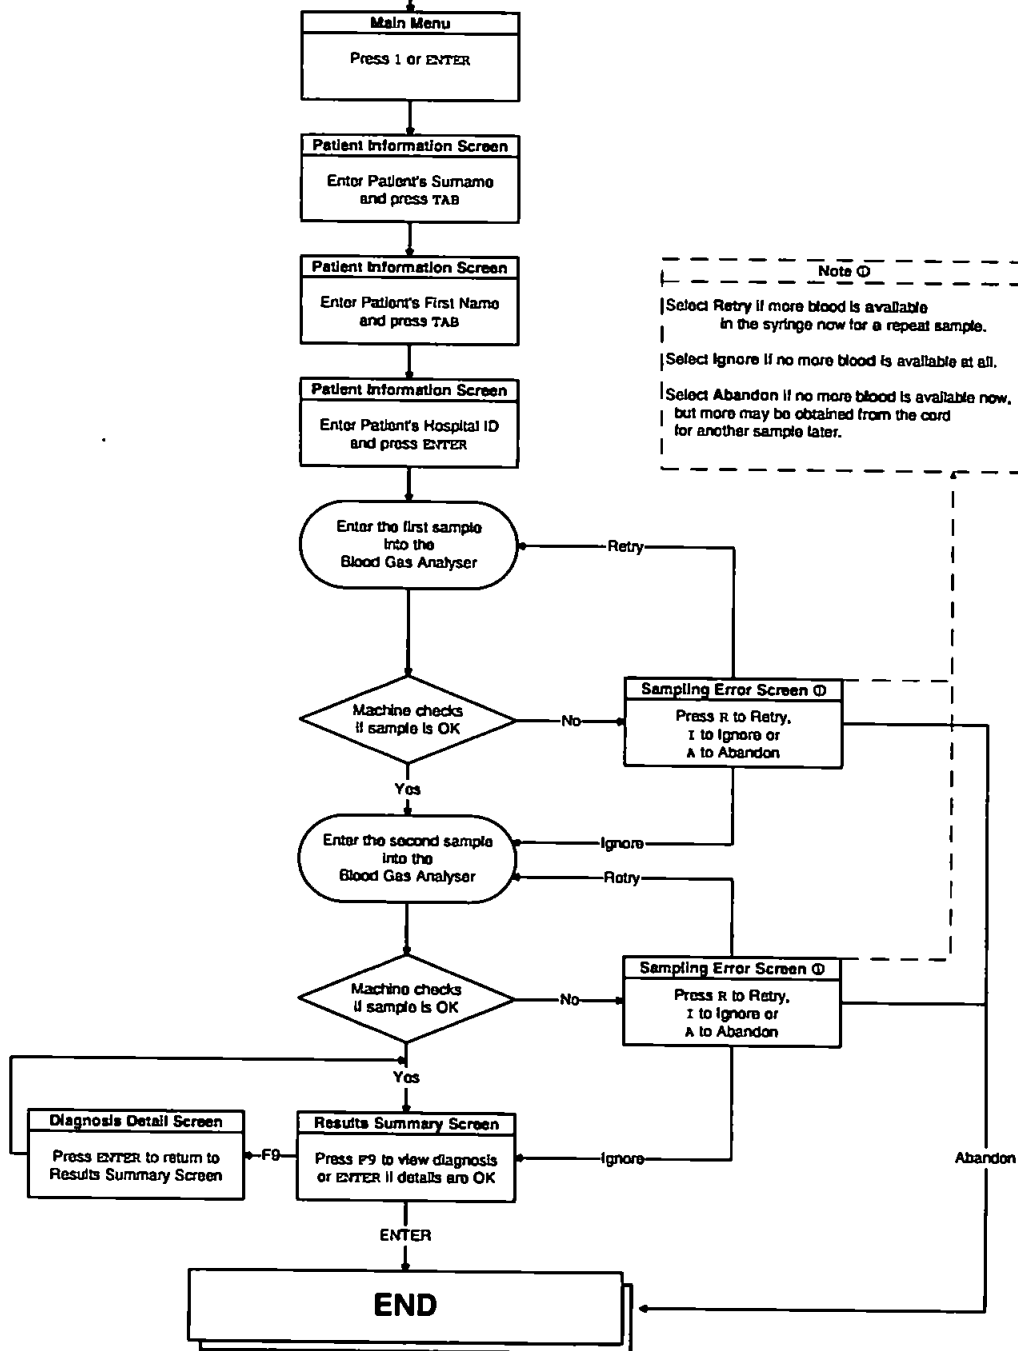 Main Menu
Press 1 or ENTER
Patient Information Screen
Enter Patient's Surname
and press TAB
Patient Information Screen
Enter Patient's First Name
and press TAB
Patient Information Screen
Enter Patient's Hospital ID
and press ENTER
Note ①
Select Retry if more blood is available
in the syringe now for a repeat sample.
Select Ignore if no more blood is available at all.
Select Abandon if no more blood is available now,
but more may be obtained from the cord
for another sample later.
Enter the first sample
into the
Blood Gas Analyser
Retry
Machine checks
if sample is OK
No
Sampling Error Screen ①
Press R to Retry,
I to Ignore or
A to Abandon
Yes
Enter the second sample
into the
Blood Gas Analyser
Ignore
Retry
Machine checks
if sample is OK
No
Sampling Error Screen ①
Press R to Retry,
I to Ignore or
A to Abandon
Yes
Diagnosis Detail Screen
Press ENTER to return to
Results Summary Screen
F9
Results Summary Screen
Press F9 to view diagnosis
or ENTER if details are OK
Ignore
Abandon
ENTER
END